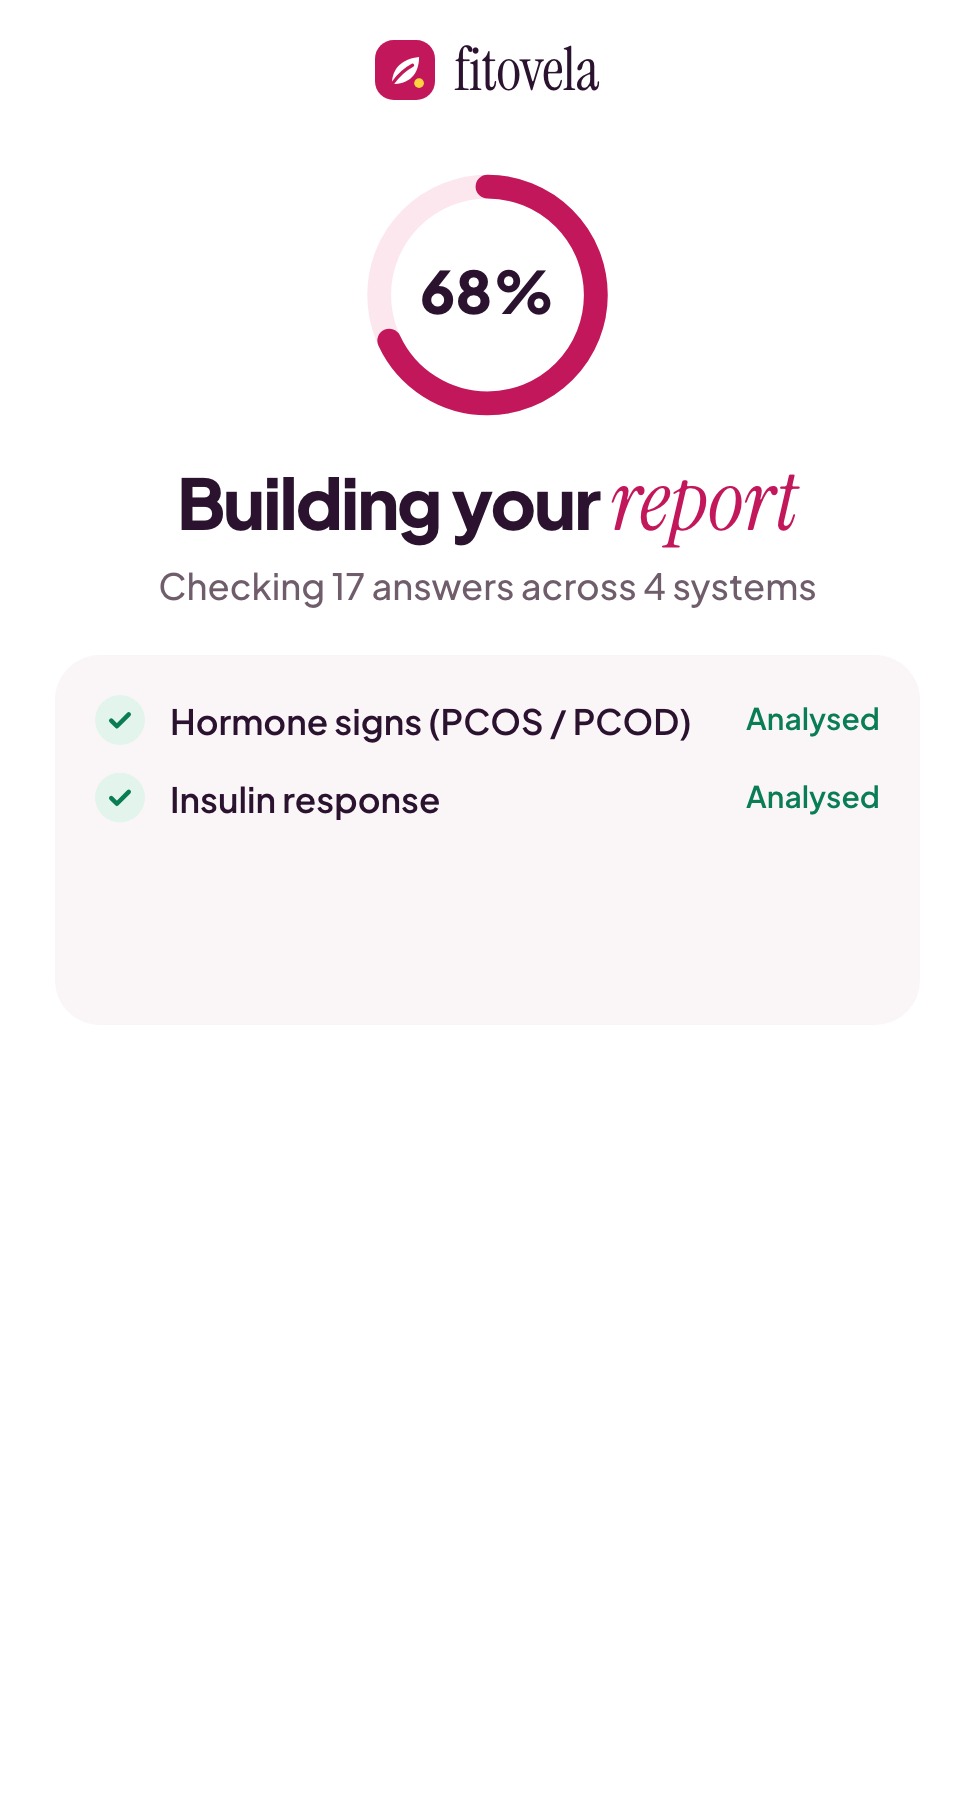 fitovela
68%
Building your report
Checking 17 answers across 4 systems
Hormone signs (PCOS / PCOD) Analysed
Insulin response Analysed